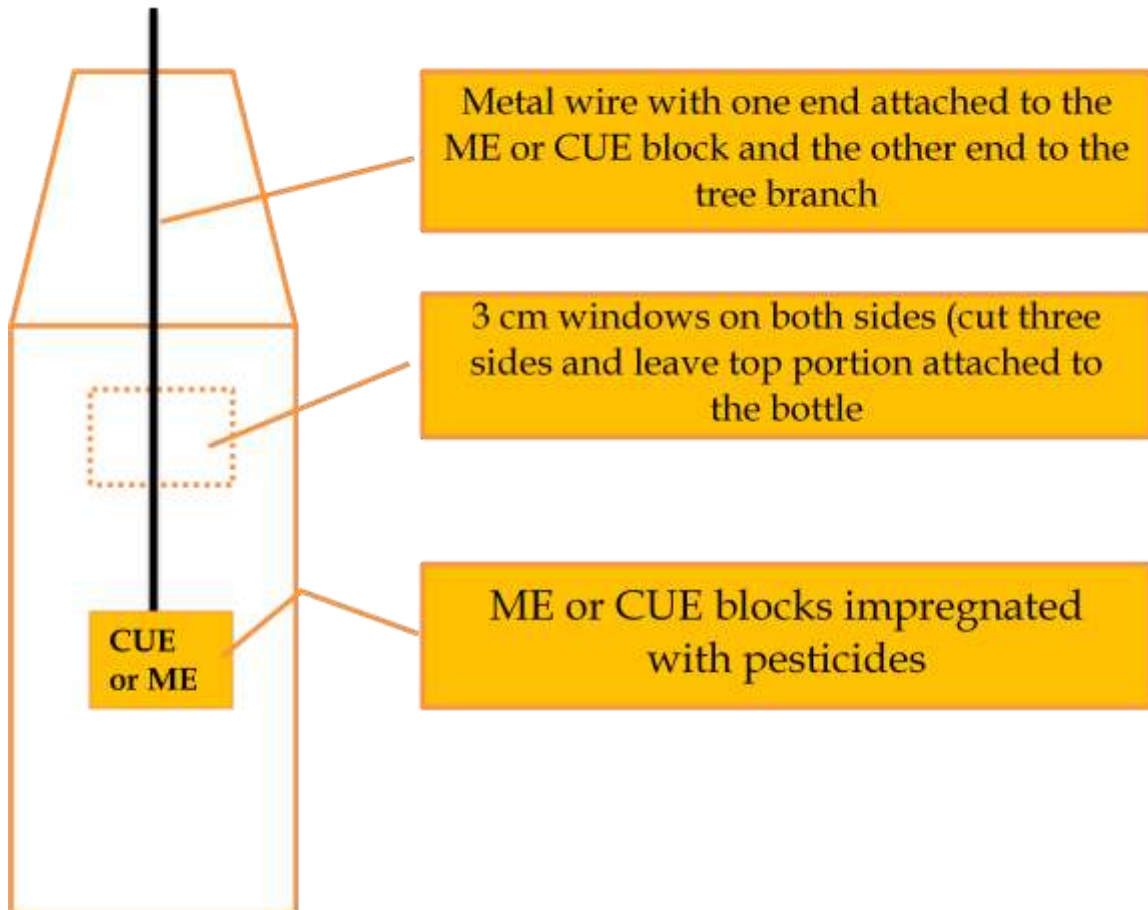 Metal wire with one end attached to the
ME or CUE block and the other end to the
tree branch
3 cm windows on both sides (cut three
sides and leave top portion attached to
the bottle
ME or CUE blocks impregnated
with pesticides
CUE
or ME